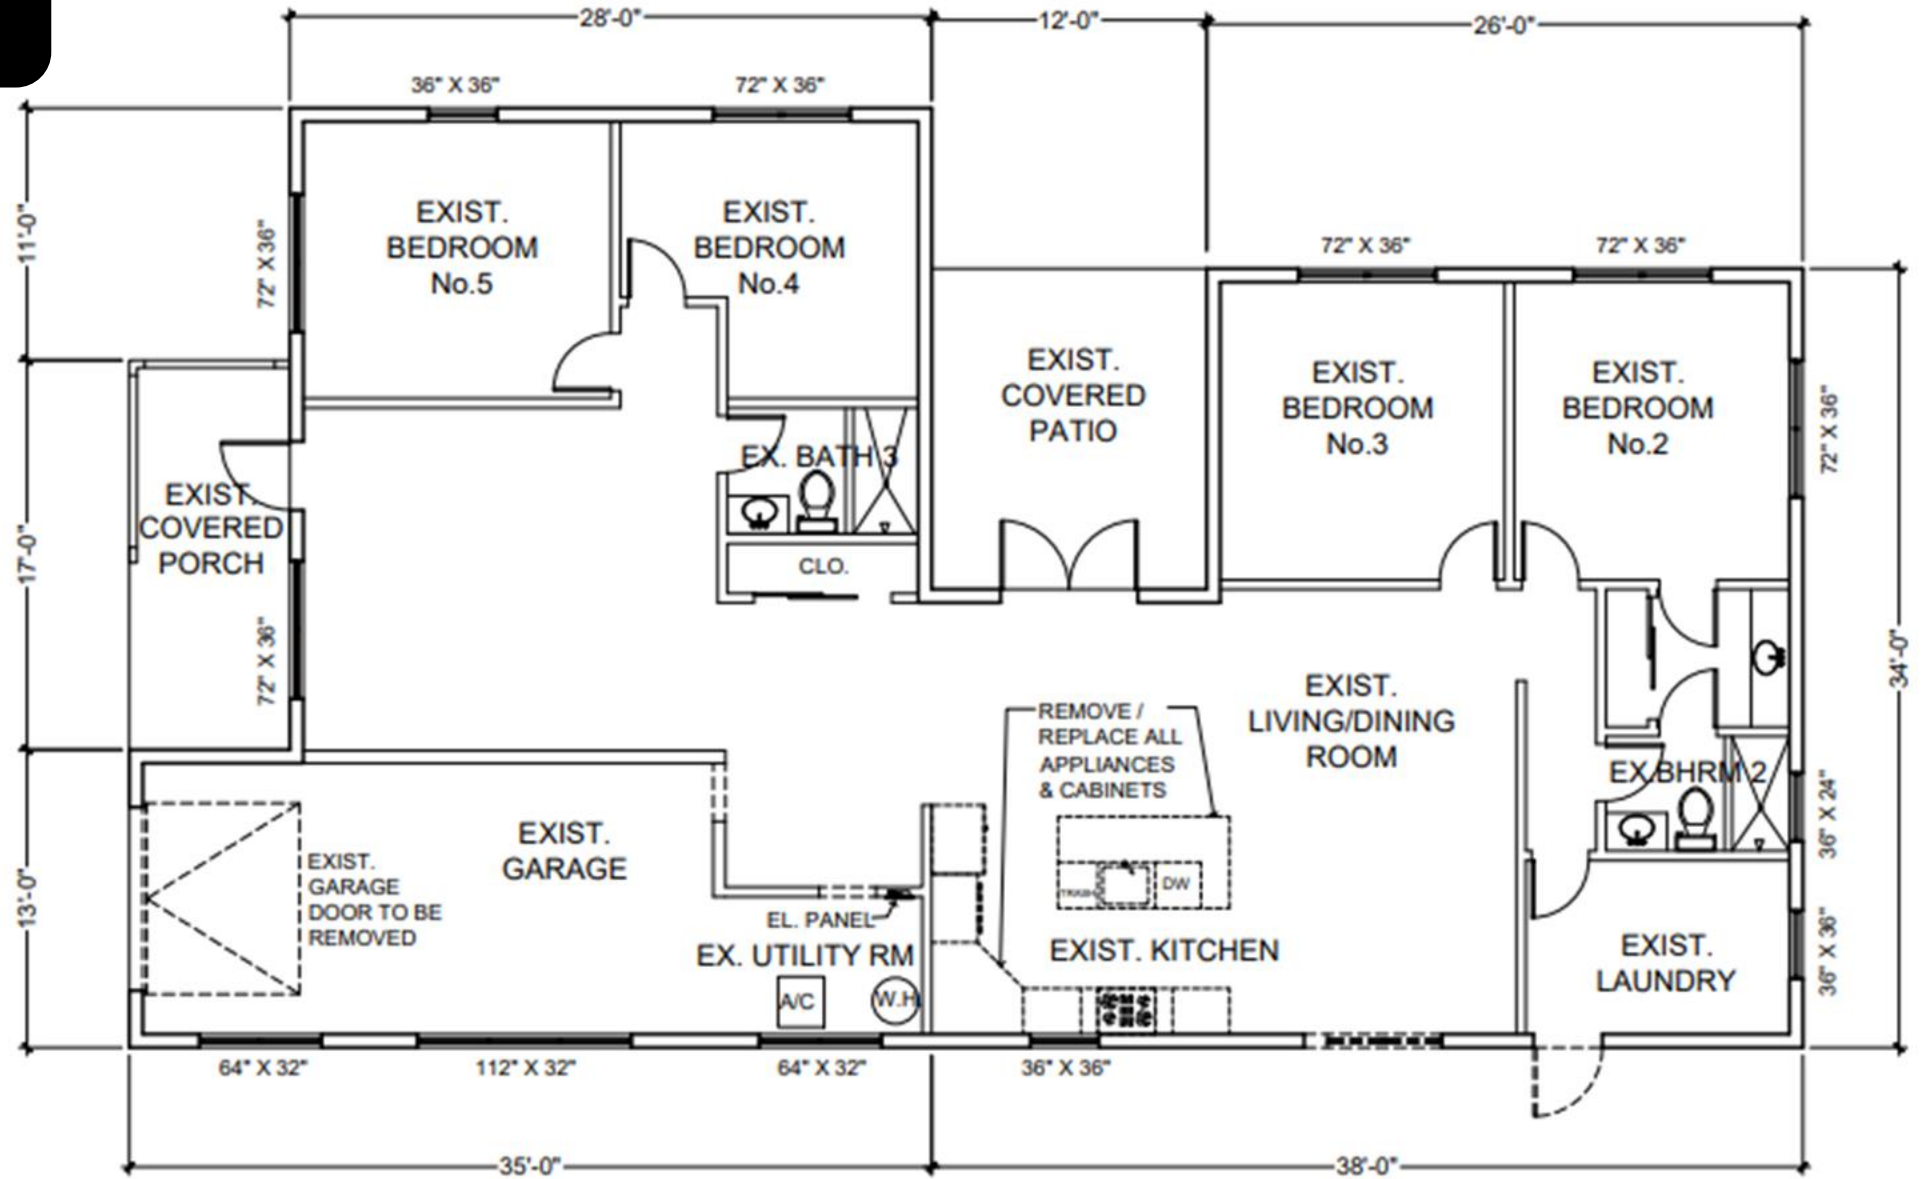 28'-0"
12'-0"
26'-0"
36" X 36"
72" X 36"
11'-0"
72" X 36"
EXIST.
BEDROOM
No.5
EXIST.
BEDROOM
No.4
72" X 36"
72" X 36"
EXIST.
COVERED
PATIO
EXIST.
BEDROOM
No.3
EXIST.
BEDROOM
No.2
72" X 36"
EX. BATH 3
EXIST.
COVERED
PORCH
17'-0"
CLO.
72" X 36"
34'-0"
EXIST.
LIVING/DINING
ROOM
REMOVE /
REPLACE ALL
APPLIANCES
& CABINETS
EX.BHRM 2
36" X 24"
EXIST.
GARAGE
EXIST.
GARAGE
DOOR TO BE
REMOVED
13'-0"
TRASH
DW
EL. PANEL
EX. UTILITY RM
EXIST. KITCHEN
EXIST.
LAUNDRY
36" X 36"
A/C
W.H
64" X 32"
112" X 32"
64" X 32"
36" X 36"
35'-0"
38'-0"